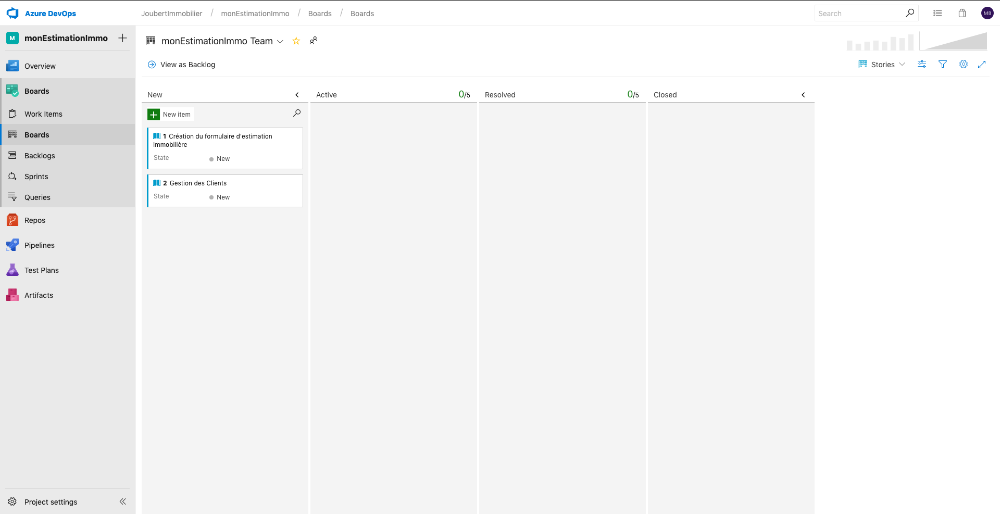 Azure DevOps
JoubertImmobilier / monEstimationImmo / Boards / Boards
Search
MB
M monEstimationImmo
Overview
Boards
Work Items
Boards
Backlogs
Sprints
Queries
Repos
Pipelines
Test Plans
Artifacts
Project settings
monEstimationImmo Team
View as Backlog
Stories
New
New item
1 Création du formulaire d'estimation
Immobilière
State New
2 Gestion des Clients
State New
Active 0/5
Resolved 0/5
Closed